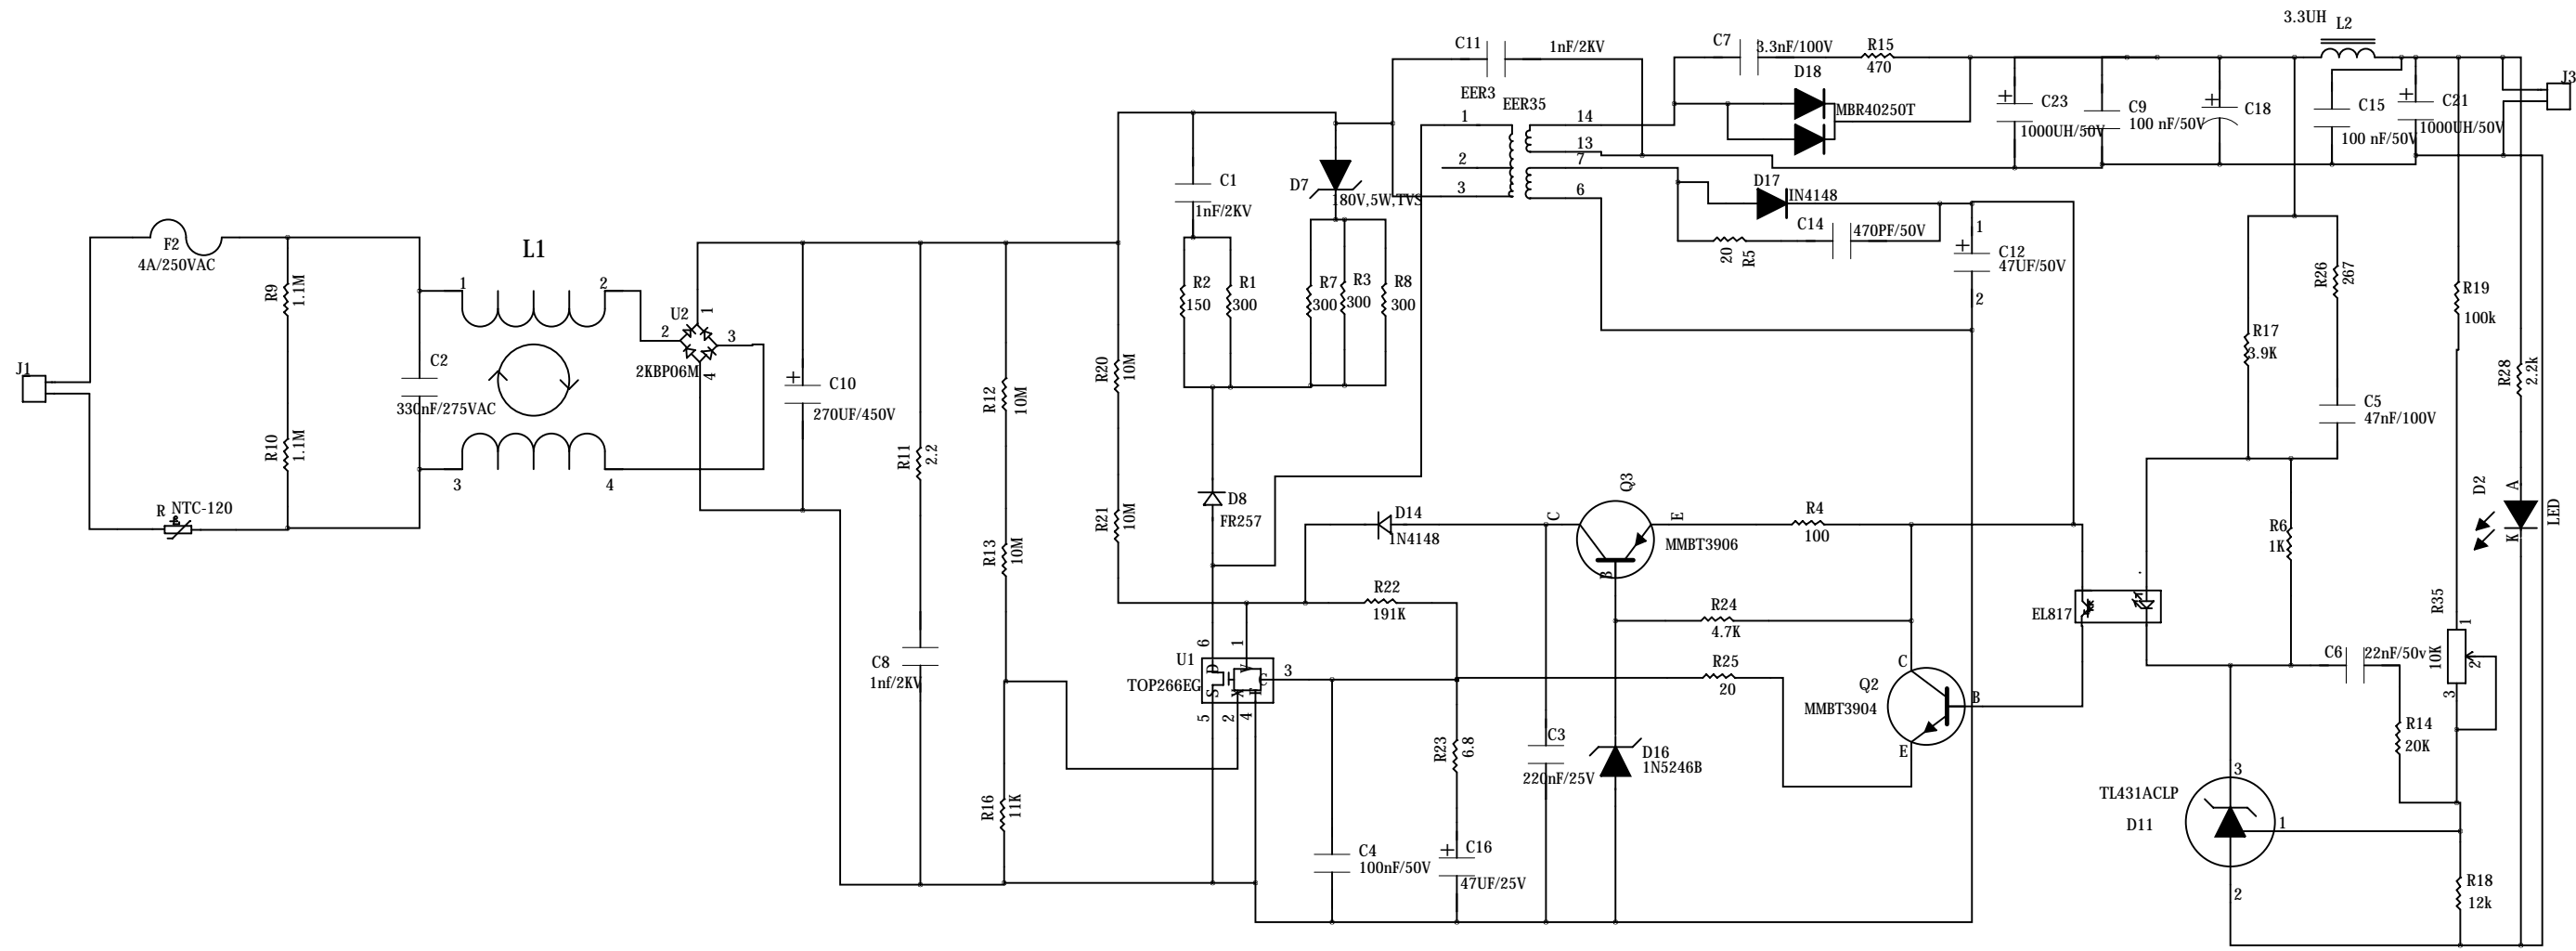 3.3UH L2
C11 1nF/2KV
C7 3.3nF/100V R15
470
D18
MBR40250T
J3
EER3 EER35
C23
1000UH/50V
C9
100 nF/50V
C18
C15
100 nF/50V
C21
1000UH/50V
1 14
13
2 7
3 6
C1
1nF/2KV
D7
180V,5W,TVS
D17
IN4148
C14
470PF/50V
20
R5
1
C12
47UF/50V
2
F2
4A/250VAC
L1
R9
1.1M
1 2
R2
150
R1
300
R7
300
R3
300
R8
300
R26
267
R19
100k
R17
3.9K
U2
1
2 3
4
2KBP06M
J1
C2
330nF/275VAC
C10
270UF/450V
R12
10M
R20
10M
R28
2.2k
C5
47nF/100V
R10
1.1M
R11
2.2
3 4
R NTC-120
D8
FR257
R21
10M
R13
10M
D14
1N4148
Q3
C E
B
MMBT3906
R4
100
R6
1K
D2
A
K
LED
R22
191K
R24
4.7K
EL817
R35
10K
1
2
3
C8
1nf/2KV
U1
TOP266EG
6 1
D V
S X
C
3
5 2 4
R25
20
C
Q2
MMBT3904
B
E
C6 22nF/50v
R14
20K
R23
6.8
C3
220nF/25V
D16
1N5246B
R16
11K
TL431ACLP
D11
3
1
2
C4
100nF/50V
C16
47UF/25V
R18
12k